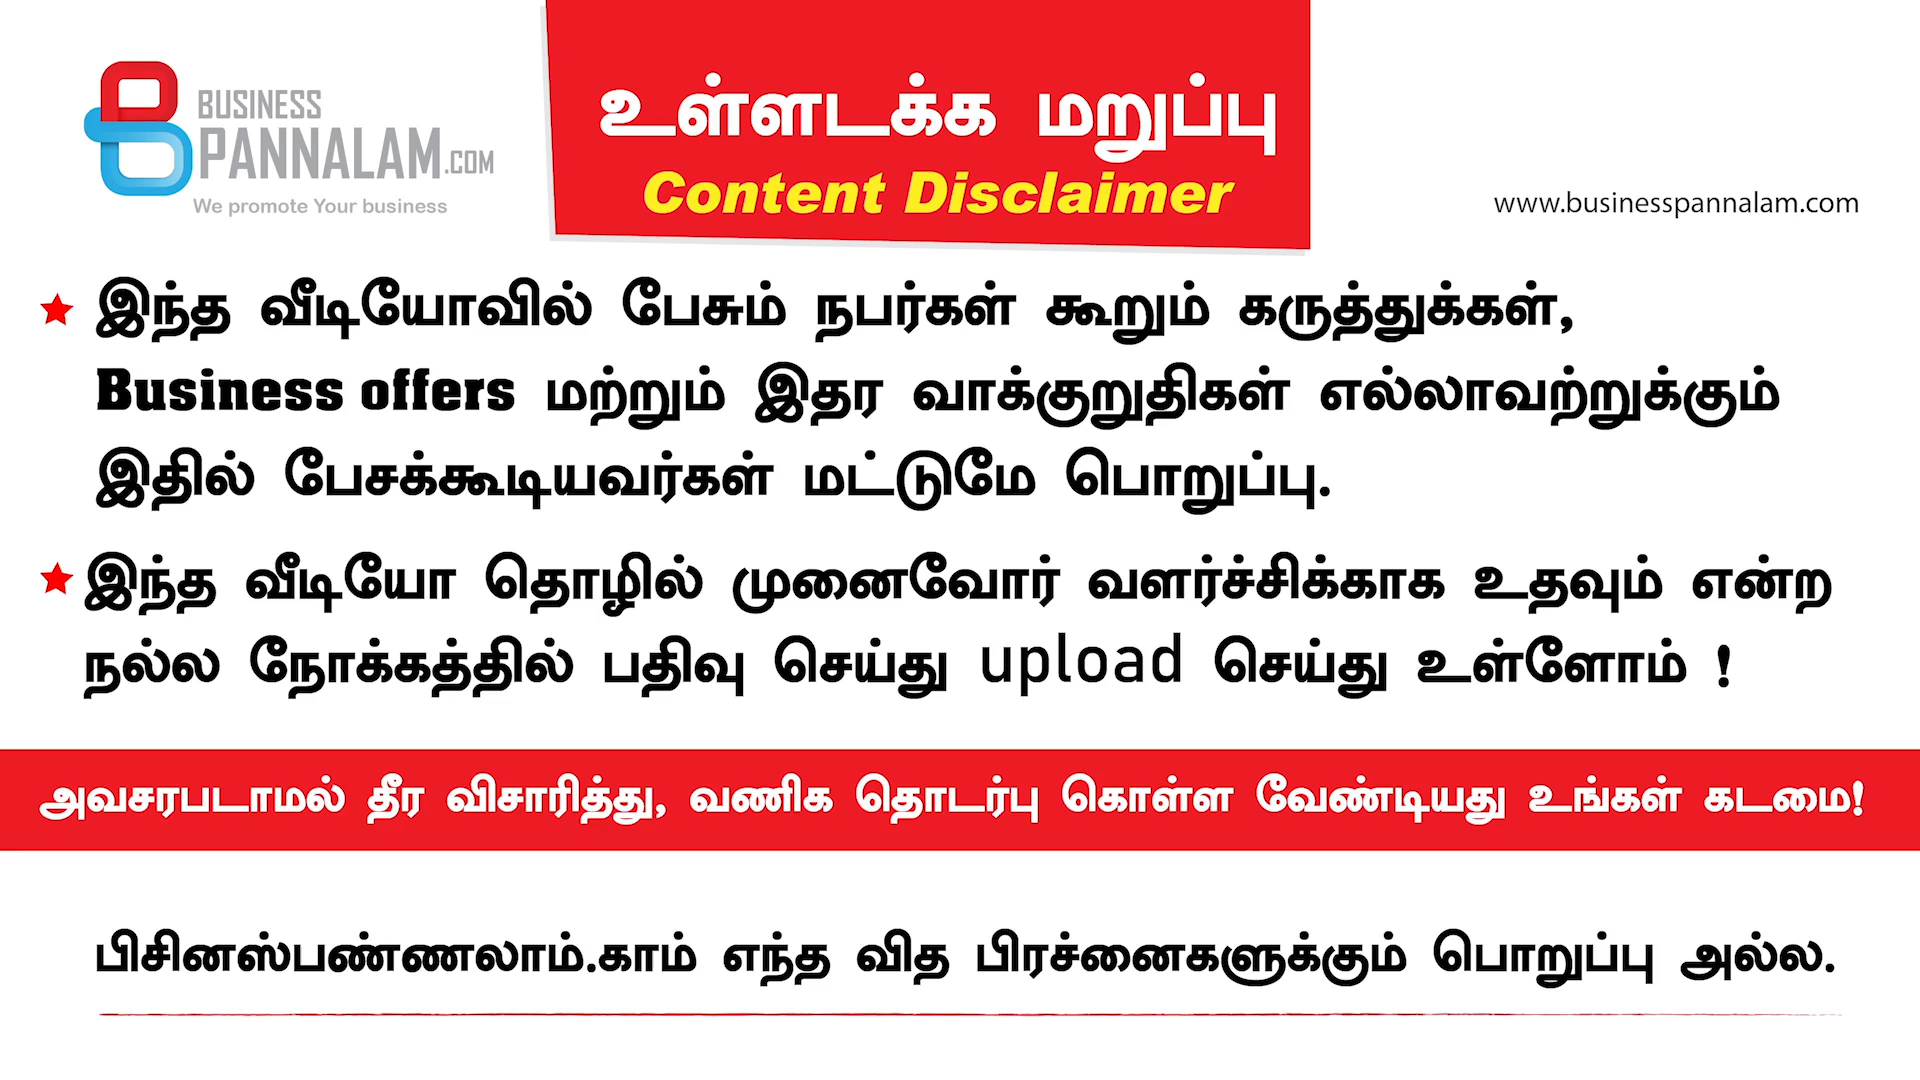 BUSINESS
PANNALAM.COM
We promote Your business
உள்ளடக்க மறுப்பு
Content Disclaimer
www.businesspannalam.com
இந்த வீடியோவில் பேசும் நபர்கள் கூறும் கருத்துக்கள்,
Business offers மற்றும் இதர வாக்குறுதிகள் எல்லாவற்றுக்கும்
இதில் பேசக்கூடியவர்கள் மட்டுமே பொறுப்பு.
இந்த வீடியோ தொழில் முனைவோர் வளர்ச்சிக்காக உதவும் என்ற
நல்ல நோக்கத்தில் பதிவு செய்து upload செய்து உள்ளோம் !
அவசரபடாமல் தீர விசாரித்து, வணிக தொடர்பு கொள்ள வேண்டியது உங்கள் கடமை!
பிசினஸ்பண்ணலாம்.காம் எந்த வித பிரச்னைகளுக்கும் பொறுப்பு அல்ல.